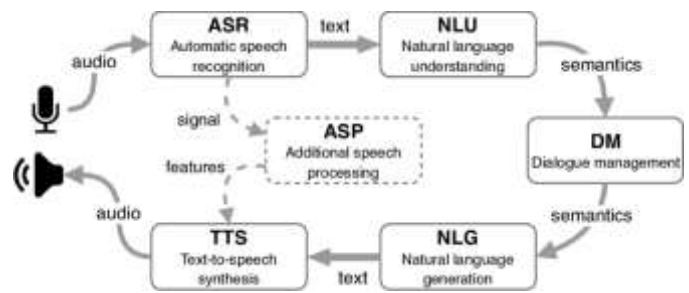 ASR
Automatic speech
recognition
text
NLU
Natural language
understanding
audio
semantics
signal
ASP
Additional speech
processing
DM
Dialogue management
features
audio
semantics
TTS
Text-to-speech
synthesis
text
NLG
Natural language
generation